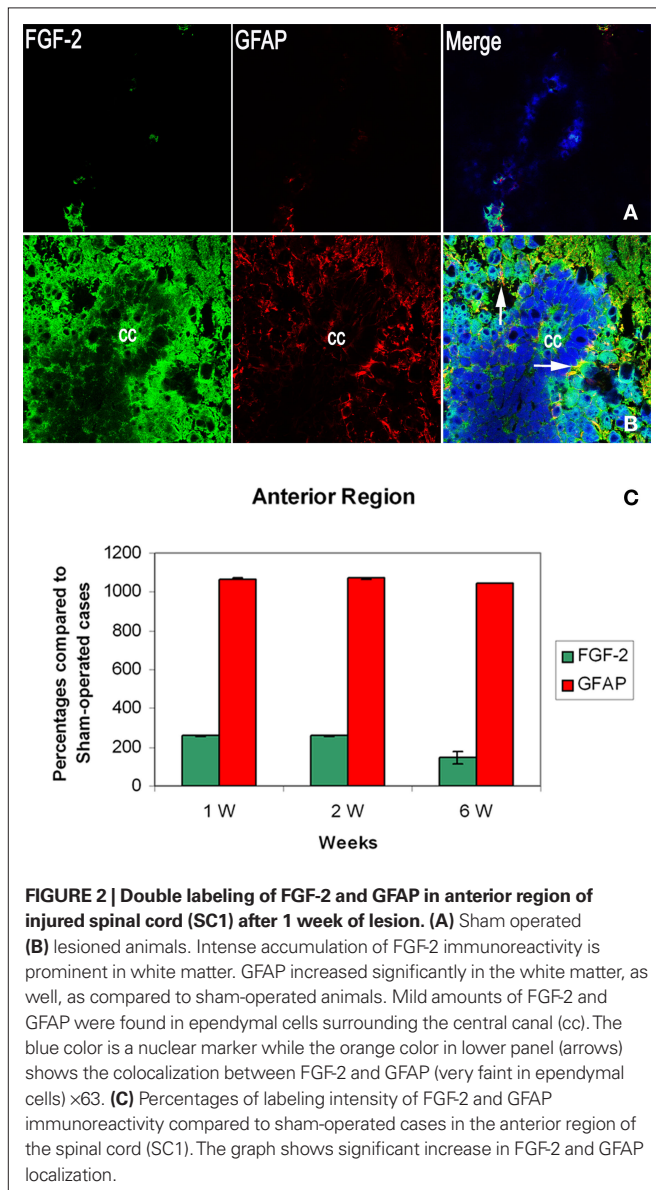 FGF-2 GFAP Merge
A
cc cc cc
B
Anterior Region C
1200
1000
800
600
400
200
0
Percentages compared to
Sham-operated cases
1 W 2 W 6 W
Weeks
FGF-2
GFAP
FIGURE 2 | Double labeling of FGF-2 and GFAP in anterior region of
injured spinal cord (SC1) after 1 week of lesion. (A) Sham operated
(B) lesioned animals. Intense accumulation of FGF-2 immunoreactivity is
prominent in white matter. GFAP increased significantly in the white matter, as
well, as compared to sham-operated animals. Mild amounts of FGF-2 and
GFAP were found in ependymal cells surrounding the central canal (cc). The
blue color is a nuclear marker while the orange color in lower panel (arrows)
shows the colocalization between FGF-2 and GFAP (very faint in ependymal
cells) ×63. (C) Percentages of labeling intensity of FGF-2 and GFAP
immunoreactivity compared to sham-operated cases in the anterior region of
the spinal cord (SC1). The graph shows significant increase in FGF-2 and GFAP
localization.